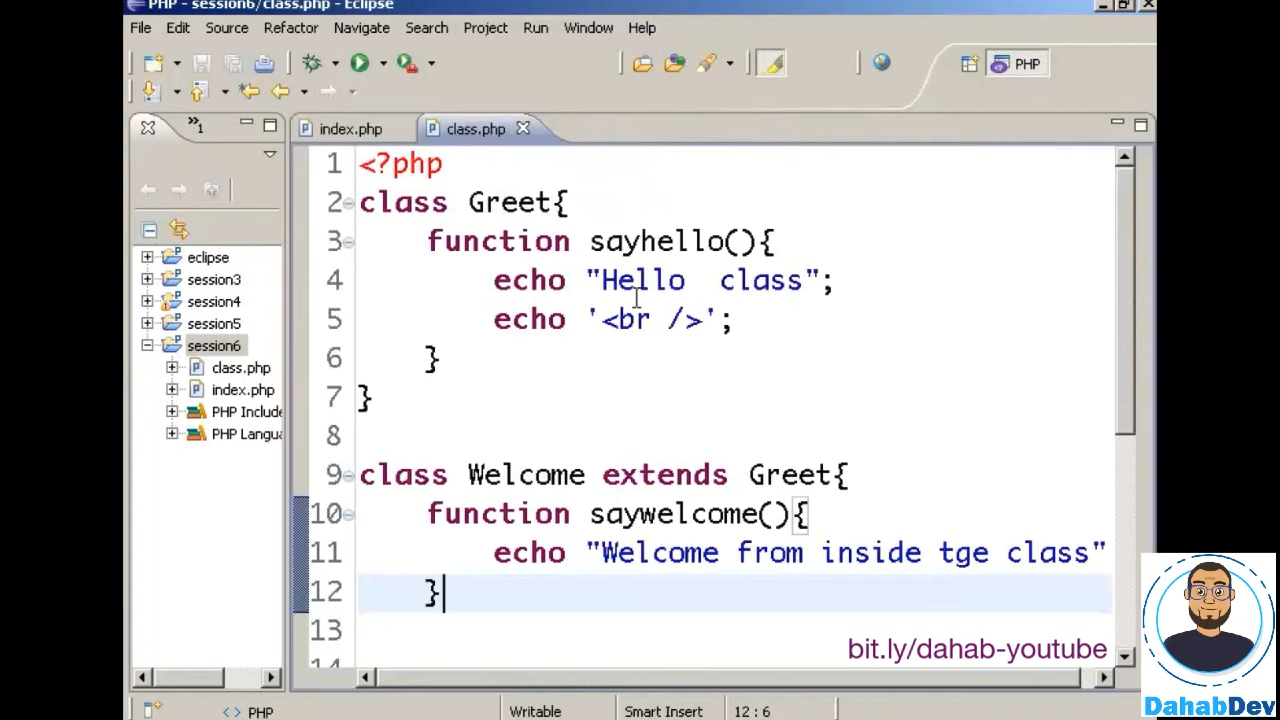 PHP - session6/class.php - Eclipse
File Edit Source Refactor Navigate Search Project Run Window Help
PHP
1
index.php class.php
1 <?php
2 class Greet{
3 function sayhello(){
4 echo "Hello  class";
5 echo '<br />';
6 }
7 }
8
9 class Welcome extends Greet{
10 function saywelcome(){
11 echo "Welcome from inside tge class"
12 }
13
14
eclipse
session3
session4
session5
session6
class.php
index.php
PHP Include
PHP Langua
bit.ly/dahab-youtube
DahabDev
PHP Writable Smart Insert 12 : 6